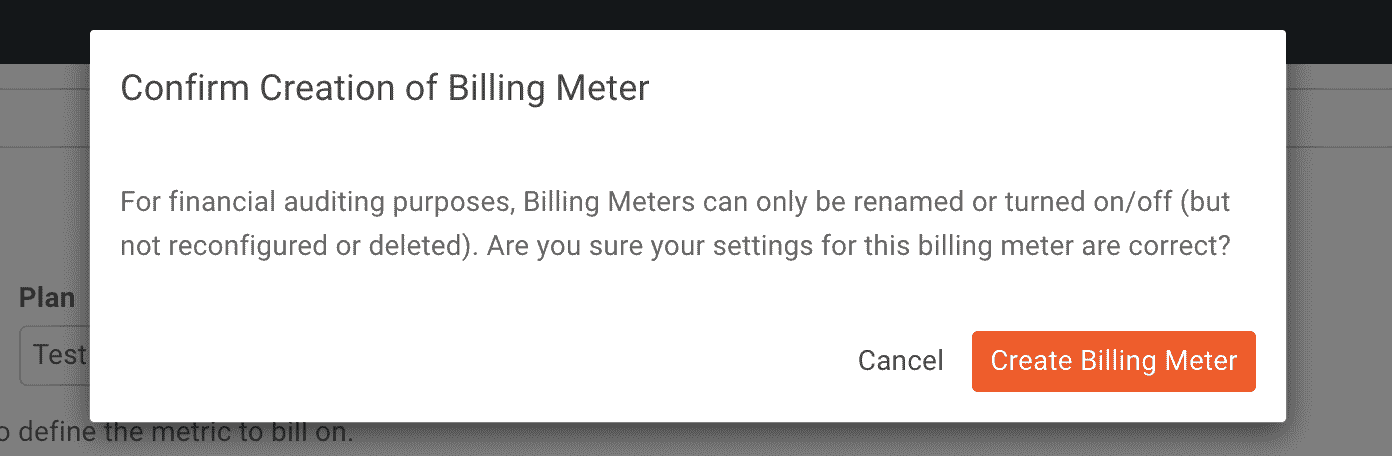 Confirm Creation of Billing Meter
For financial auditing purposes, Billing Meters can only be renamed or turned on/off (but
not reconfigured or deleted). Are you sure your settings for this billing meter are correct?
Plan
Test
Cancel
Create Billing Meter
define the metric to bill on.